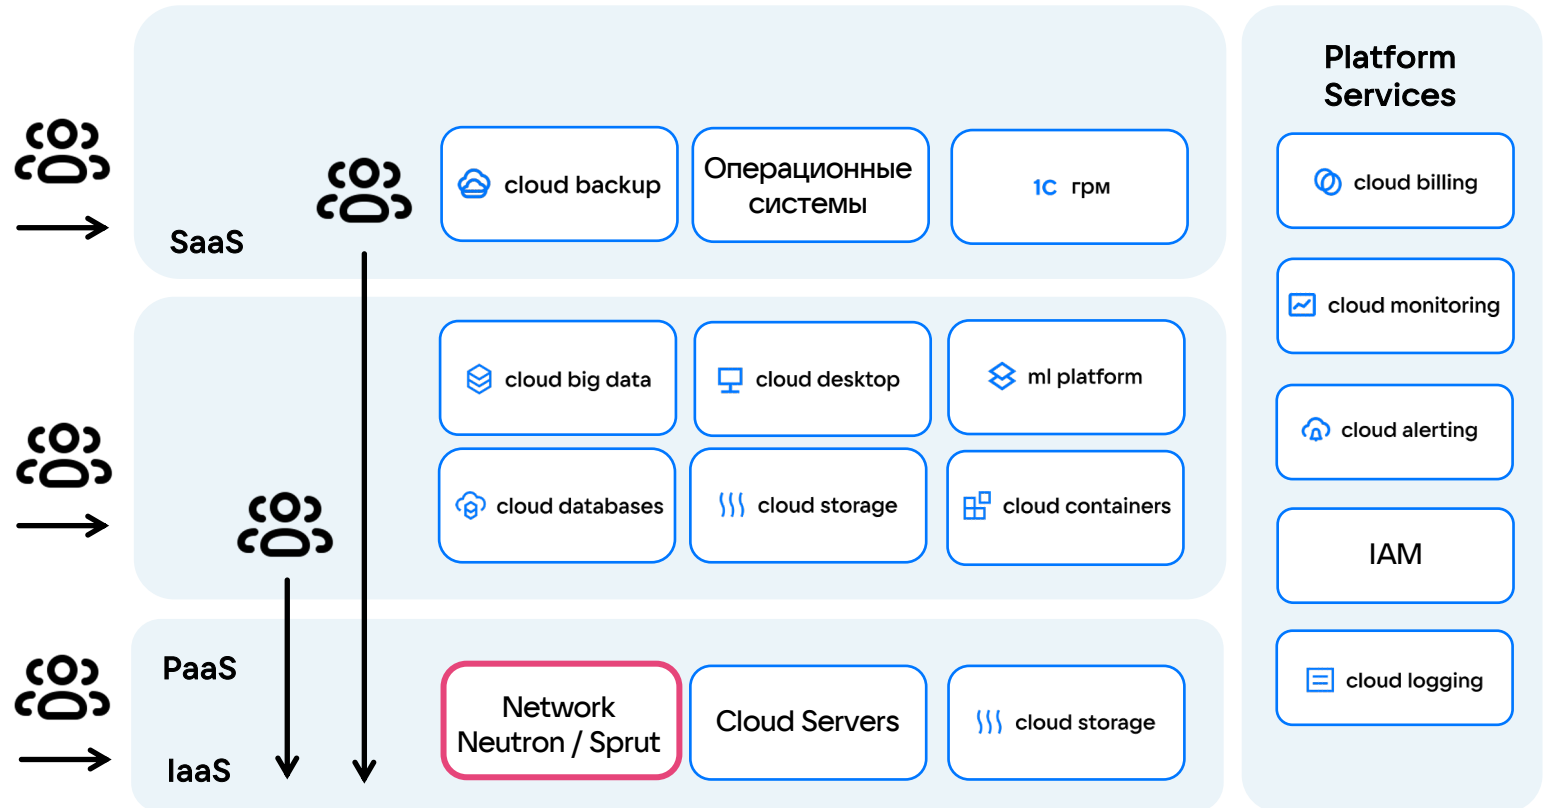 Platform
Services
cloud backup
Операционные
системы
1С грм
cloud billing
SaaS
cloud monitoring
cloud big data
cloud desktop
ml platform
cloud alerting
cloud databases
cloud storage
cloud containers
IAM
PaaS
cloud logging
Network
Neutron / Sprut
Cloud Servers
cloud storage
IaaS